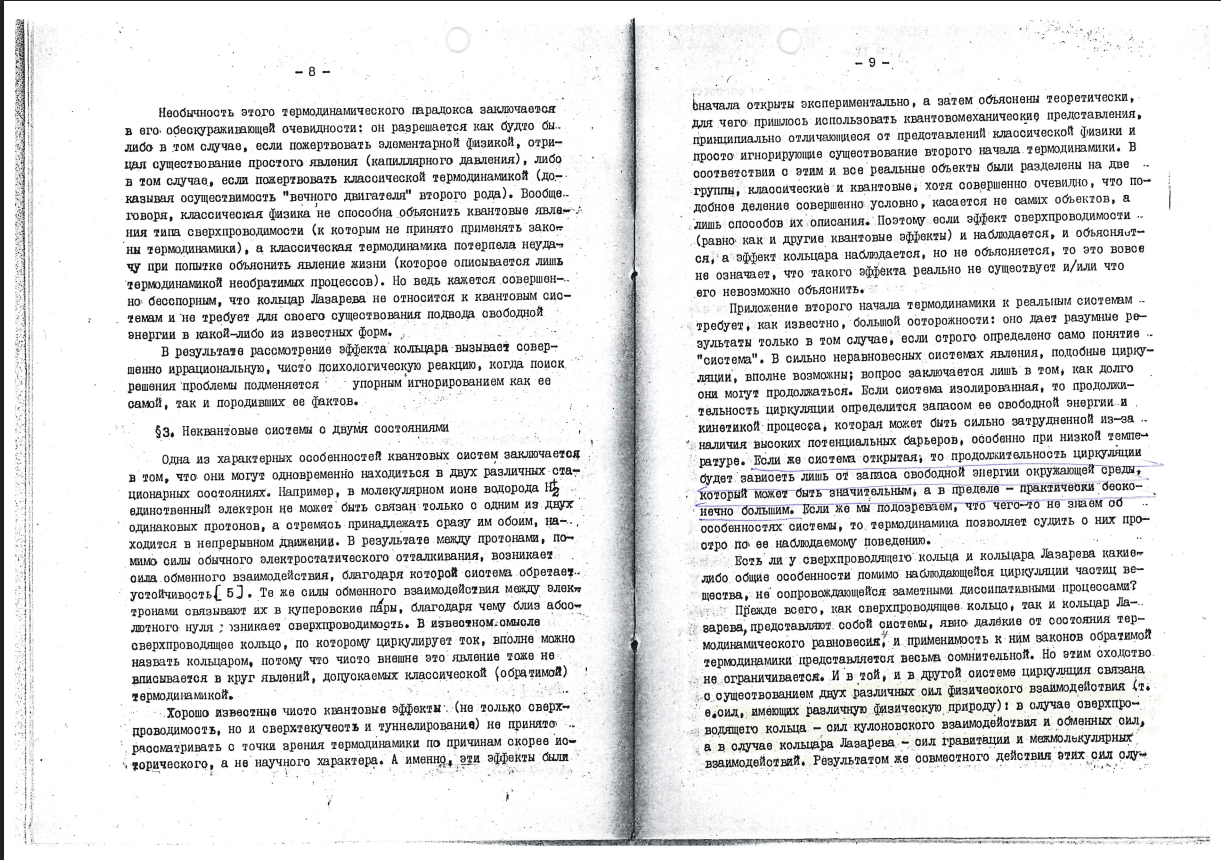 - 8 -
Необычность этого термодинамического парадокса заключается
в его обескураживающей очевидности: он разрешается как будто бы
либо в том случае, если пожертвовать элементарной физикой, отри-
цая существование простого явления (капиллярного давления), либо
в том случае, если пожертвовать классической термодинамикой (до-
казывая осуществимость "вечного двигателя" второго рода). Вообще
говоря, классическая физика не способна объяснить квантовые явле-
ния типа сверхпроводимости (к которым не принято применять зако-
ны термодинамики), а классическая термодинамика потерпела неуда-
чу при попытке объяснить явление жизни (которое описывается лишь
термодинамикой необратимых процессов). Но ведь кажется совершен-
но бесспорным, что кольцар Лазарева не относится к квантовым сис-
темам и не требует для своего существования подвода свободной
энергии в какой-либо из известных форм.
В результате рассмотрение эффекта кольцара вызывает совер-
шенно иррациональную, чисто психологическую реакцию, когда поиск
решения проблемы подменяется упорным игнорированием как ее
самой, так и породивших ее фактов.
§3. Неквантовые системы с двумя состояниями
Одна из характерных особенностей квантовых систем заключается
в том, что они могут одновременно находиться в двух различных ста-
ционарных состояниях. Например, в молекулярном ионе водорода H₂⁺
единственный электрон не может быть связан только с одним из двух
одинаковых протонов, а стремясь принадлежать сразу им обоим, на-
ходится в непрерывном движении. В результате между протонами, по-
мимо силы обычного электростатического отталкивания, возникает
сила обменного взаимодействия, благодаря которой система обретает
устойчивость[5]. Те же силы обменного взаимодействия между элек-
тронами связывают их в куперовские пары, благодаря чему близ абсо-
лютного нуля возникает сверхпроводимость. В известном смысле
сверхпроводящее кольцо, по которому циркулирует ток, вполне можно
назвать кольцаром, потому что чисто внешне это явление тоже не
вписывается в круг явлений, допускаемых классической (обратимой)
термодинамикой.
Хорошо известные чисто квантовые эффекты (не только сверх-
проводимость, но и сверхтекучесть и туннелирование) не принято
рассматривать с точки зрения термодинамики по причинам скорее ис-
торического, а не научного характера. А именно, эти эффекты были
- 9 -
вначала открыты экспериментально, а затем объяснены теоретически,
для чего пришлось использовать квантовомеханические представления,
принципиально отличающиеся от представлений классической физики и
просто игнорирующие существование второго начала термодинамики. В
соответствии с этим и все реальные объекты были разделены на две
группы, классические и квантовые, хотя совершенно очевидно, что по-
добное деление совершенно условно, касается не самих объектов, а
лишь способов их описания. Поэтому если эффект сверхпроводимости
(равно как и другие квантовые эффекты) и наблюдается, и объясняет-
ся, а эффект кольцара наблюдается, но не объясняется, то это вовсе
не означает, что такого эффекта реально не существует и/или что
его невозможно объяснить.
Приложение второго начала термодинамики к реальным системам
требует, как известно, большой осторожности: оно дает разумные ре-
зультаты только в том случае, если строго определено само понятие
"система". В сильно неравновесных системах явления, подобные цирку-
ляции, вполне возможны; вопрос заключается лишь в том, как долго
они могут продолжаться. Если система изолированная, то продолжи-
тельность циркуляции определится запасом ее свободной энергии и
кинетикой процесса, которая может быть сильно затрудненной из-за
наличия высоких потенциальных барьеров, особенно при низкой темпе-
ратуре. Если же система открытая, то продолжительность циркуляции
будет зависеть лишь от запаса свободной энергии окружающей среды,
который может быть значительным, а в пределе - практически беско-
нечно большим. Если же мы подозреваем, что чего-то не знаем об
особенностях системы, то термодинамика позволяет судить о них про-
сто по ее наблюдаемому поведению.
Есть ли у сверхпроводящего кольца и кольцара Лазарева какие-
либо общие особенности помимо наблюдающейся циркуляции частиц ве-
щества, не сопровождающейся заметными диссипативными процессами?
Прежде всего, как сверхпроводящее кольцо, так и кольцар Ла-
зарева, представляют собой системы, явно далёкие от состояния тер-
модинамического равновесия, и применимость к ним законов обратимой
термодинамики представляется весьма сомнительной. Но этим сходство
не ограничивается. И в той, и в другой системе циркуляция связана
с существованием двух различных сил физического взаимодействия (т.
е.сил, имеющих различную физическую природу): в случае сверхпро-
водящего кольца - сил кулоновского взаимодействия и обменных сил,
а в случае кольцара Лазарева - сил гравитации и межмолекулярных
взаимодействий. Результатом же совместного действия этих сил слу-